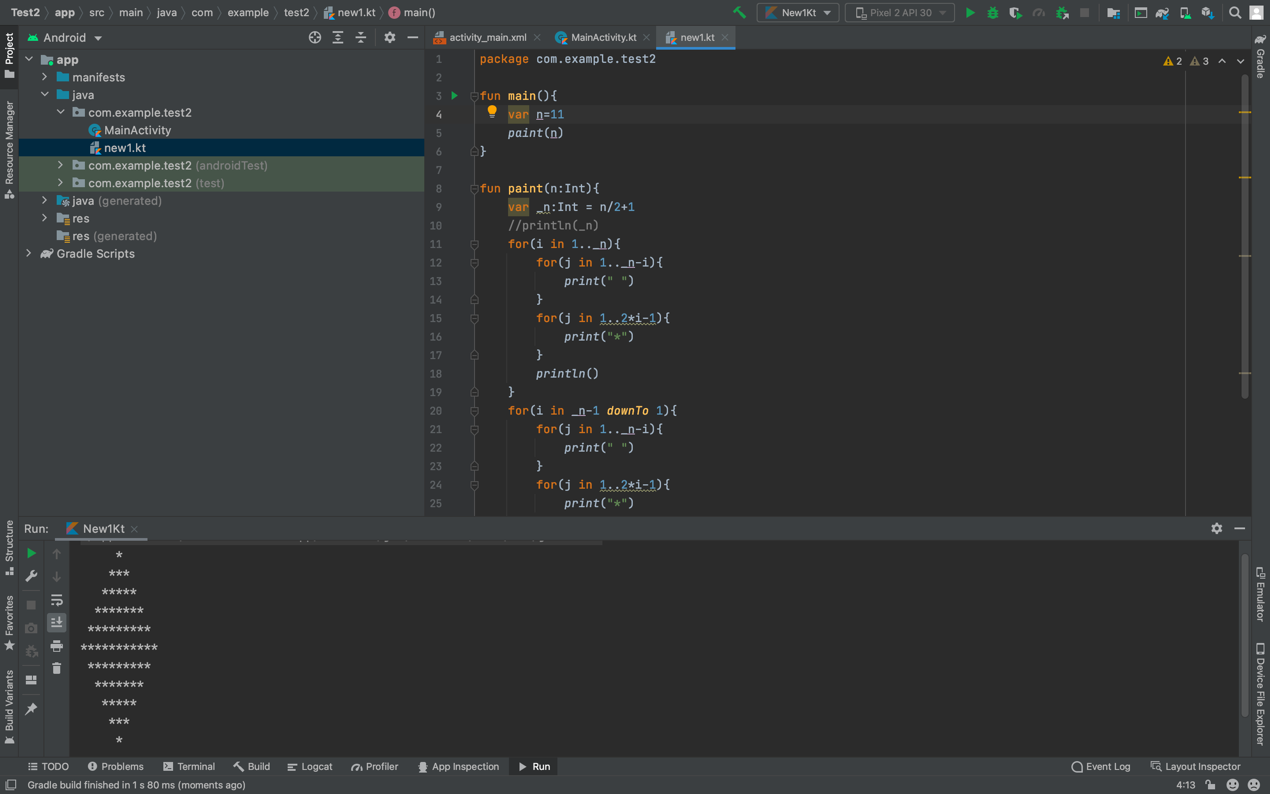 Test2 app src main java com example test2 new1.kt main()
New1Kt Pixel 2 API 30
Android
activity_main.xml MainActivity.kt new1.kt
Project
Resource Manager
Structure
Favorites
Build Variants
app
manifests
java
com.example.test2
MainActivity
new1.kt
com.example.test2 (androidTest)
com.example.test2 (test)
java (generated)
res
res (generated)
Gradle Scripts
2 3
1 package com.example.test2
2
3 fun main(){
4 var n=11
5 paint(n)
6 }
7
8 fun paint(n:Int){
9 var _n:Int = n/2+1
10 //println(_n)
11 for(i in 1.._n){
12 for(j in 1.._n-i){
13 print(" ")
14 }
15 for(j in 1..2*i-1){
16 print("*")
17 }
18 println()
19 }
20 for(i in _n-1 downTo 1){
21 for(j in 1.._n-i){
22 print(" ")
23 }
24 for(j in 1..2*i-1){
25 print("*")
Gradle
Emulator
Device File Explorer
Run: New1Kt
*
***
*****
*******
*********
***********
*********
*******
*****
***
*
TODO Problems Terminal Build Logcat Profiler App Inspection Run Event Log Layout Inspector
Gradle build finished in 1 s 80 ms (moments ago) 4:13